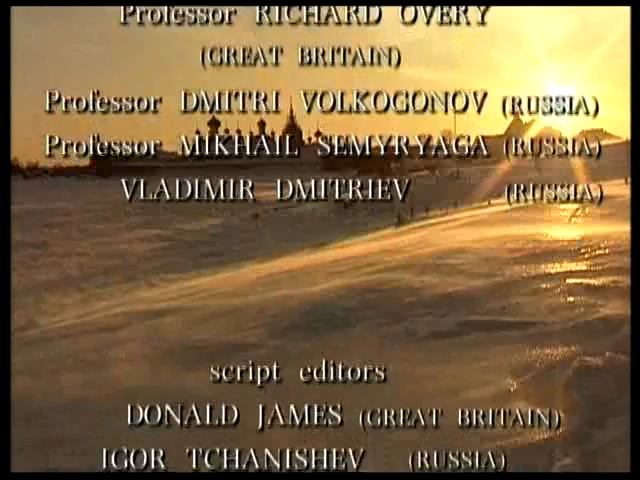 Professor RICHARD OVERY
(GREAT BRITAIN)
Professor DMITRI VOLKOGONOV (RUSSIA)
Professor MIKHAIL SEMYRYAGA (RUSSIA)
VLADIMIR DMITRIEV (RUSSIA)
script editors
DONALD JAMES (GREAT BRITAIN)
IGOR TCHANISHEV (RUSSIA)